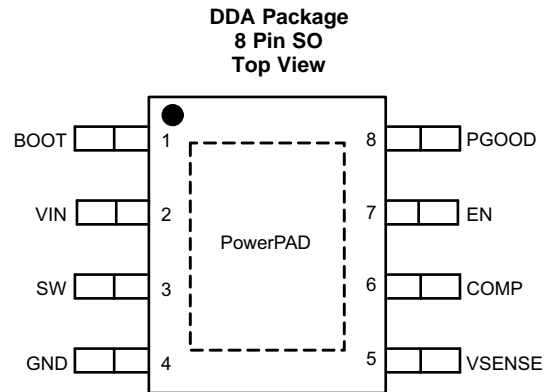 DDA Package
8 Pin SO
Top View
BOOT 1 8 PGOOD
VIN 2 7 EN
PowerPAD
SW 3 6 COMP
GND 4 5 VSENSE